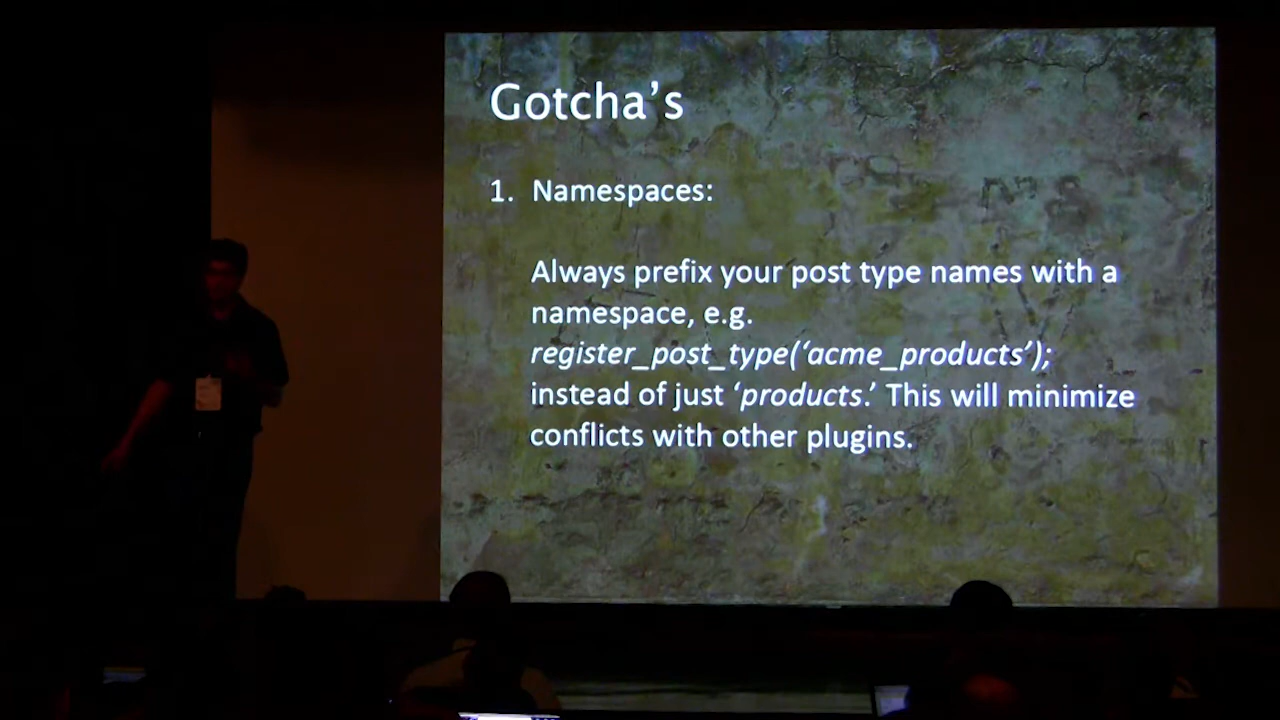 Gotcha’s
1. Namespaces:
Always prefix your post type names with a
namespace, e.g.
register_post_type(‘acme_products’);
instead of just ‘products.’ This will minimize
conflicts with other plugins.